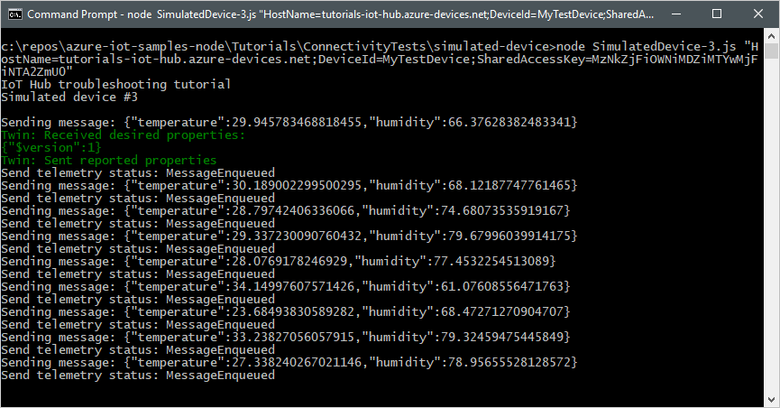 Command Prompt - node SimulatedDevice-3.js "HostName=tutorials-iot-hub.azure-devices.net;DeviceId=MyTestDevice;SharedA...
c:\repos\azure-iot-samples-node\Tutorials\ConnectivityTests\simulated-device>node SimulatedDevice-3.js "H
ostName=tutorials-iot-hub.azure-devices.net;DeviceId=MyTestDevice;SharedAccessKey=MzNkZjFiOWNiMDZiMTYwMjF
iNTA2ZmU0"
IoT Hub troubleshooting tutorial
Simulated device #3
Sending message: {"temperature":29.945783468818455,"humidity":66.37628382483341}
Twin: Received desired properties:
{"$version":1}
Twin: Sent reported properties
Send telemetry status: MessageEnqueued
Sending message: {"temperature":30.189002299500295,"humidity":68.12187747761465}
Send telemetry status: MessageEnqueued
Sending message: {"temperature":28.79742406336066,"humidity":74.68073535919167}
Send telemetry status: MessageEnqueued
Sending message: {"temperature":29.337230090760432,"humidity":79.67996039914175}
Send telemetry status: MessageEnqueued
Sending message: {"temperature":28.0769178246929,"humidity":77.4532254513089}
Send telemetry status: MessageEnqueued
Sending message: {"temperature":34.14997607571426,"humidity":61.07608556471763}
Send telemetry status: MessageEnqueued
Sending message: {"temperature":23.68493830589282,"humidity":68.47271270904707}
Send telemetry status: MessageEnqueued
Sending message: {"temperature":33.23827056057915,"humidity":79.32459475445849}
Send telemetry status: MessageEnqueued
Sending message: {"temperature":27.338240267021146,"humidity":78.95655528128572}
Send telemetry status: MessageEnqueued